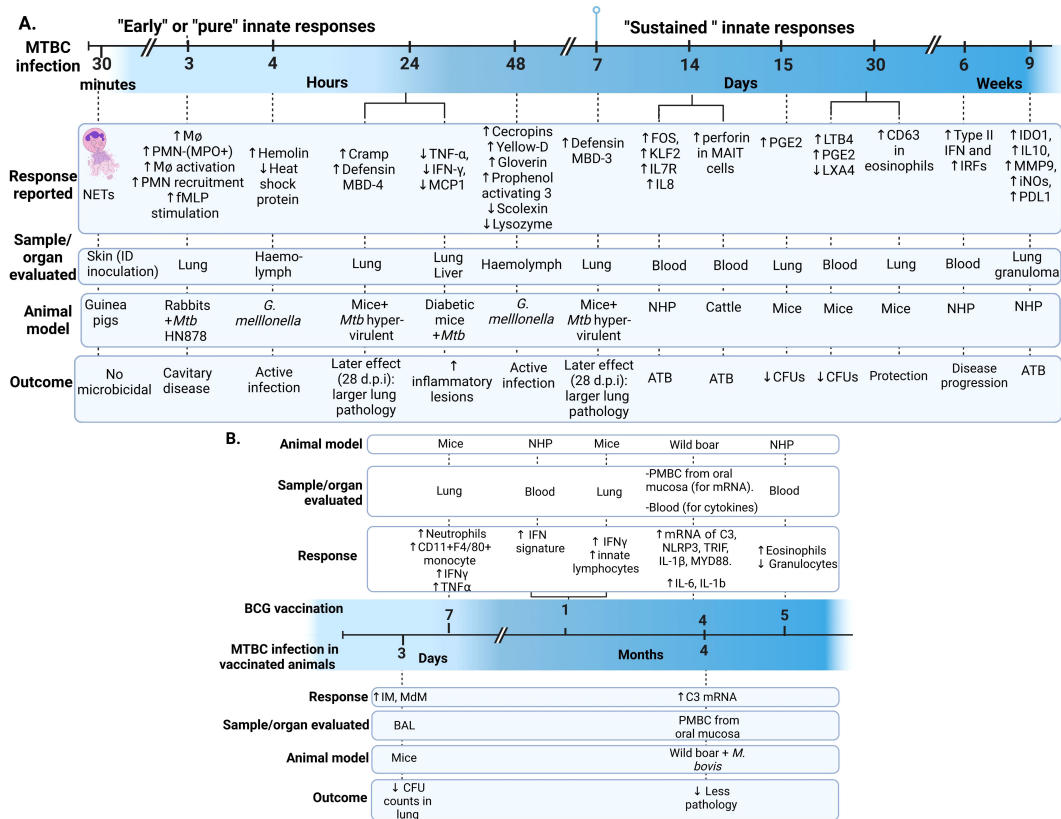 A.
"Early" or "pure" innate responses
"Sustained " innate responses
MTBC
infection
30
3
4
24
48
7
14
15
30
6
9
minutes
Hours
Days
Weeks
Response
reported
NETs
↑Mø
↑PMN-(MPO+)
↑Mø activation
↑PMN recruitment
↑fMLP
stimulation
↑Hemolin
↓Heat
shock
protein
↑Cramp
↑Defensin
MBD-4
↓TNF-α,
↓IFN-γ,
↓MCP1
↑Cecropins
↑Yellow-D
↑Gloverin
↑Prophenol
activating 3
↓Scolexin
↓Lysozyme
↑Defensin
MBD-3
↑FOS,
↑KLF2
↑IL7R
↑IL8
↑perforin
in MAIT
cells
↑PGE2
↑LTB4
↑PGE2
↓LXA4
↑CD63
in
eosinophils
↑Type II
IFN and
↑IRFs
↑IDO1,
↑IL10,
↑MMP9,
↑iNOs,
↑PDL1
Sample/
organ
evaluated
Skin (ID
inoculation)
Lung
Haemo-
lymph
Lung
Lung
Liver
Haemolymph
Lung
Blood
Blood
Lung
Blood
Lung
Blood
Lung
granuloma
Animal
model
Guinea
pigs
Rabbits
+Mtb
HN878
G.
melllonella
Mice+
Mtb hyper-
virulent
Diabetic
mice
+Mtb
G.
melllonella
Mice+
Mtb hyper-
virulent
NHP
Cattle
Mice
Mice
Mice
NHP
NHP
Outcome
No
microbicidal
Cavitary
disease
Active
infection
Later effect
(28 d.p.i):
larger lung
pathology
↑
inflammatory
lesions
Active
infection
Later effect
(28 d.p.i):
larger lung
pathology
ATB
ATB
↓CFUs
↓CFUs
Protection
Disease
progression
ATB
B.
Animal model
Mice
NHP
Mice
Wild boar
NHP
Sample/organ
evaluated
Lung
Blood
Lung
-PMBC from oral
mucosa (for mRNA).
-Blood (for cytokines)
Blood
Response
↑Neutrophils
↑CD11+F4/80+
monocyte
↑IFNγ
↑TNFα
↑ IFN
signature
↑ IFNγ
↑innate
lymphocytes
↑mRNA of C3,
NLRP3, TRIF,
IL-1β, MYD88.
↑IL-6, IL-1b
↑Eosinophils
↓ Granulocytes
BCG vaccination
7
1
4
5
MTBC infection in
vaccinated animals
3
Days
Months
4
Response
↑IM, MdM
↑C3 mRNA
Sample/organ evaluated
BAL
PMBC from
oral mucosa
Animal model
Mice
Wild boar + M.
bovis
Outcome
↓ CFU
counts in
lung
↓ Less
pathology